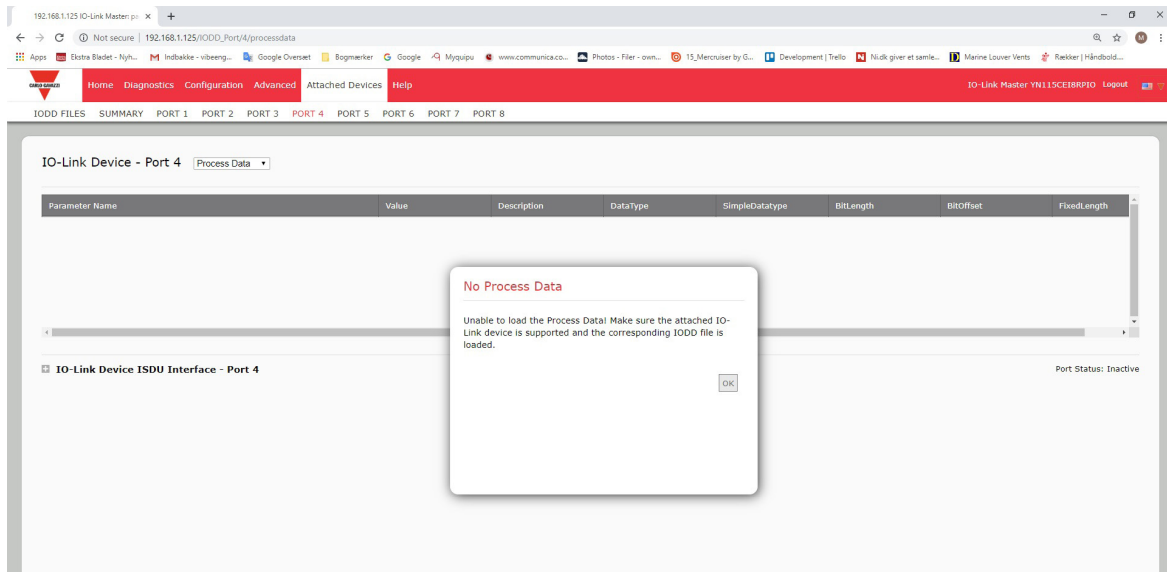 192.168.1.125 IO-Link Master: po
Not secure | 192.168.1.125/IODD_Port/4/processdata
Apps Ekstra Bladet - Nyh... Indbakke - vibeeng... Google Oversæt Bogmærker Google Myquipu www.communica.co... Photos - Filer - own... 15_Mercruiser by G... Development | Trello Ni.dk giver et samle... Marine Louver Vents Rækker | Håndbold....
CARLO GAVAZZI Home Diagnostics Configuration Advanced Attached Devices Help IO-Link Master YN115CEI8RPIO Logout
IODD FILES SUMMARY PORT 1 PORT 2 PORT 3 PORT 4 PORT 5 PORT 6 PORT 7 PORT 8
IO-Link Device - Port 4 Process Data
Parameter Name Value Description DataType SimpleDatatype BitLength BitOffset FixedLength
No Process Data
Unable to load the Process Data! Make sure the attached IO-
Link device is supported and the corresponding IODD file is
loaded.
OK
IO-Link Device ISDU Interface - Port 4 Port Status: Inactive